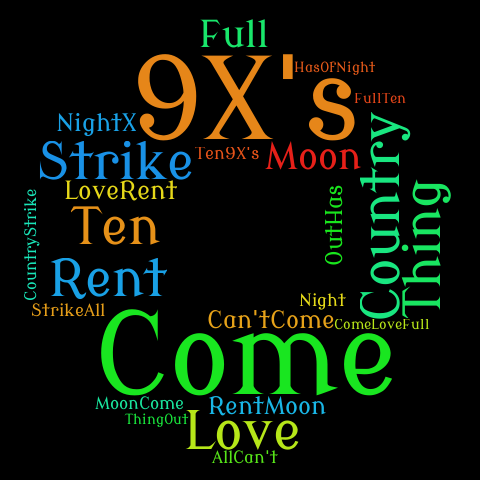 Full
9X's
HasOfNight
FullTen
NightX
Ten9X's
Moon
Strike
Country
LoveRent
Thing
OutHas
CountryStrike
Ten
Rent
Night
StrikeAll
Can'tCome
ComeLoveFull
Come
MoonCome
RentMoon
ThingOut
Love
AllCan't